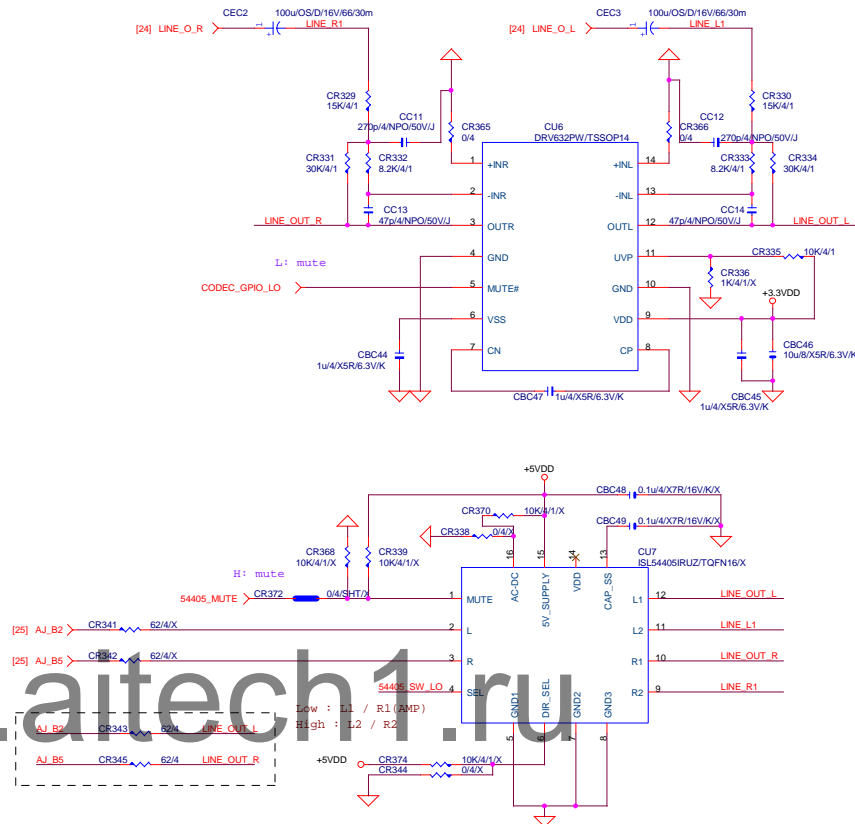 CEC2 100u/OS/D/16V/66/30m
[24] LINE_O_R LINE_R1
1
+
CEC3 100u/OS/D/16V/66/30m
[24] LINE_O_L LINE_L1
1
+
CR329
15K/4/1
CC11
270p/4/NPO/50V/J
CR365
0/4
CR331
30K/4/1
CR332
8.2K/4/1
CC13
47p/4/NPO/50V/J
LINE_OUT_R
CU6
DRV632PW/TSSOP14
1 +INR
2 -INR
3 OUTR
4 GND
5 MUTE#
6 VSS
7 CN
+INL 14
-INL 13
OUTL 12
UVP 11
GND 10
VDD 9
CP 8
CR330
15K/4/1
CC12
270p/4/NPO/50V/J
CR366
0/4
CR333
8.2K/4/1
CR334
30K/4/1
CC14
47p/4/NPO/50V/J
LINE_OUT_L
CR335 10K/4/1
CR336
1K/4/1/X
+3.3VDD
L: mute
CODEC_GPIO_LO
CBC44
1u/4/X5R/6.3V/K
CBC47 1u/4/X5R/6.3V/K
CBC46
10u/8/X5R/6.3V/K
CBC45
1u/4/X5R/6.3V/K
+5VDD
CR370 10K/4/1/X
CR338 0/4/X
CBC48 0.1u/4/X7R/16V/K/X
CBC49 0.1u/4/X7R/16V/K/X
CR368
10K/4/1/X
CR339
10K/4/1/X
H: mute
54405_MUTE CR372 0/4/SHT/X
CU7
ISL54405IRUZ/TQFN16/X
16 AC-DC
15 5V_SUPPLY
14 VDD
13 CAP_SS
1 MUTE
2 L
3 R
4 SEL
L1 12 LINE_OUT_L
L2 11 LINE_L1
R1 10 LINE_OUT_R
R2 9 LINE_R1
5 GND1
6 DIR_SEL
7 GND2
8 GND3
[25] AJ_B2 CR341 62/4/X
[25] AJ_B5 CR342 62/4/X
54405_SW_LO
Low : L1 / R1(AMP)
High : L2 / R2
.aitech1.ru
AJ_B2 CR343 62/4 LINE_OUT_L
AJ_B5 CR345 62/4 LINE_OUT_R
+5VDD CR374 10K/4/1/X
CR344 0/4/X